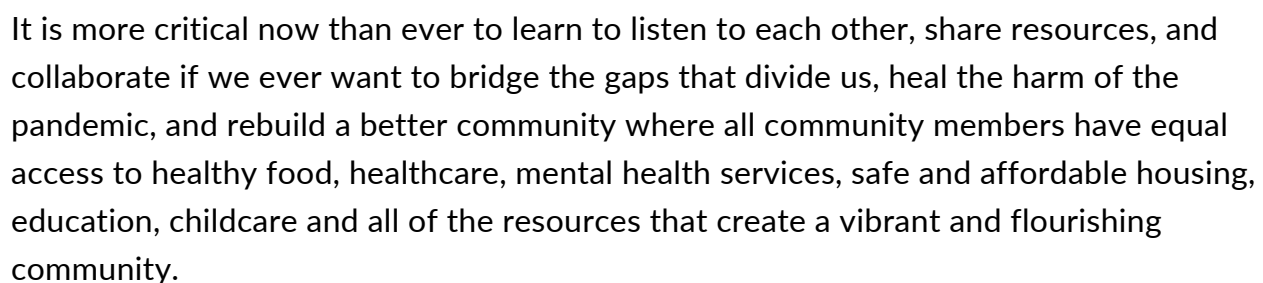 It is more critical now than ever to learn to listen to each other, share resources, and
collaborate if we ever want to bridge the gaps that divide us, heal the harm of the
pandemic, and rebuild a better community where all community members have equal
access to healthy food, healthcare, mental health services, safe and affordable housing,
education, childcare and all of the resources that create a vibrant and flourishing
community.